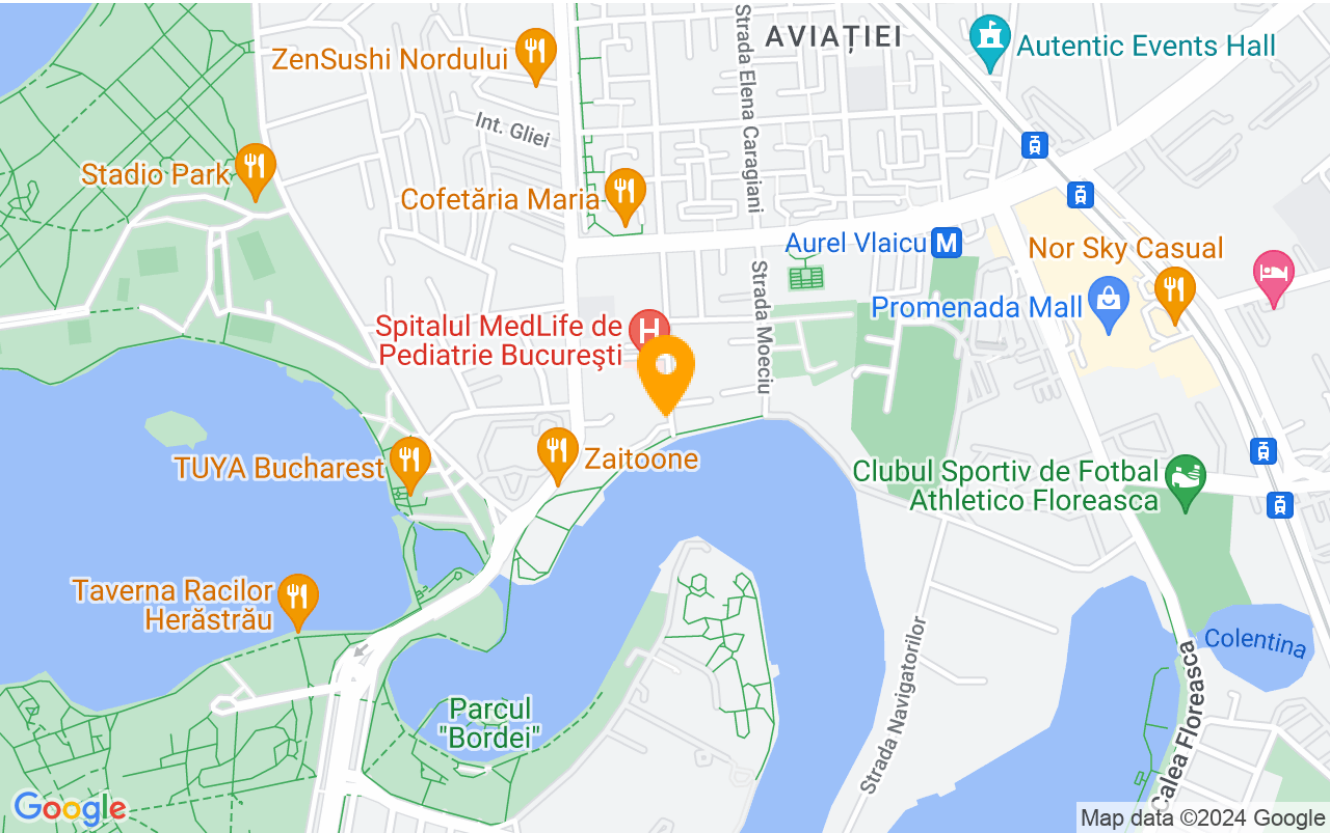 AVIAȚIEI
Autentic Events Hall
ZenSushi Nordului
Strada Elena Caragiani
Int. Gliei
Stadio Park
Cofetăria Maria
Aurel Vlaicu M
Nor Sky Casual
Strada Moeciu
Promenada Mall
Spitalul MedLife de
Pediatrie București
H
TUYA Bucharest
Zaitoone
Clubul Sportiv de Fotbal
Athletico Floreasca
Taverna Racilor
Herăstrău
Strada Navigatorilor
Colentina
Calea Floreasca
Parcul
"Bordei"
Google
Map data ©2024 Google